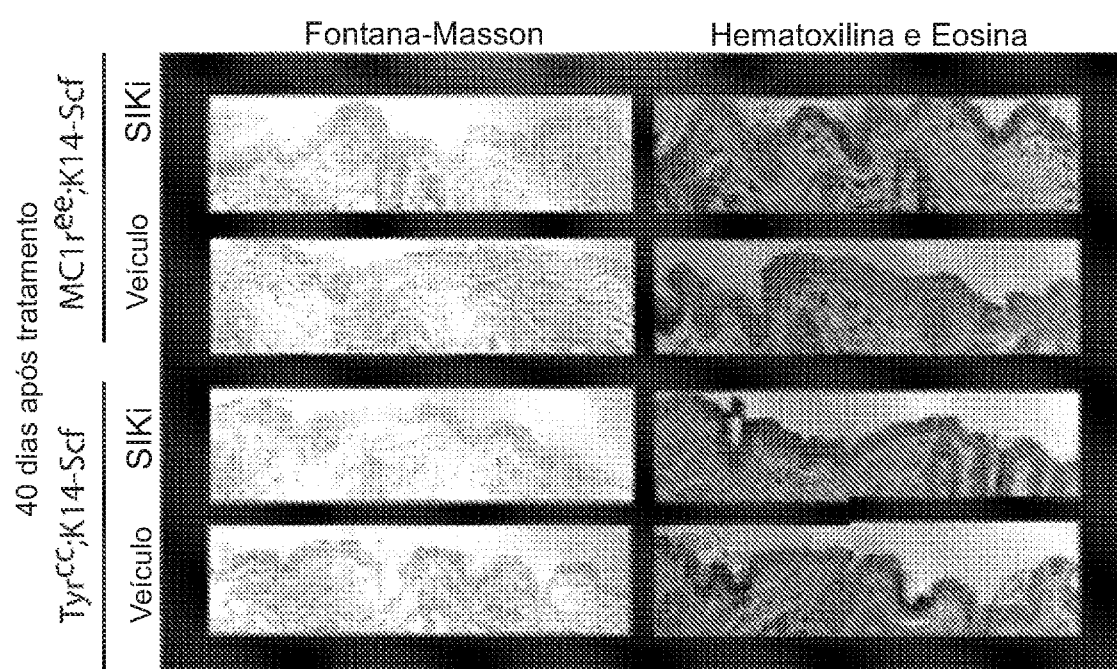 Fontana-Masson
Hematoxilina e Eosina
40 dias após tratamento
MC1r^ee;K14-Scf
SIKi
Veículo
Tyr^cc;K14-Scf
SIKi
Veículo